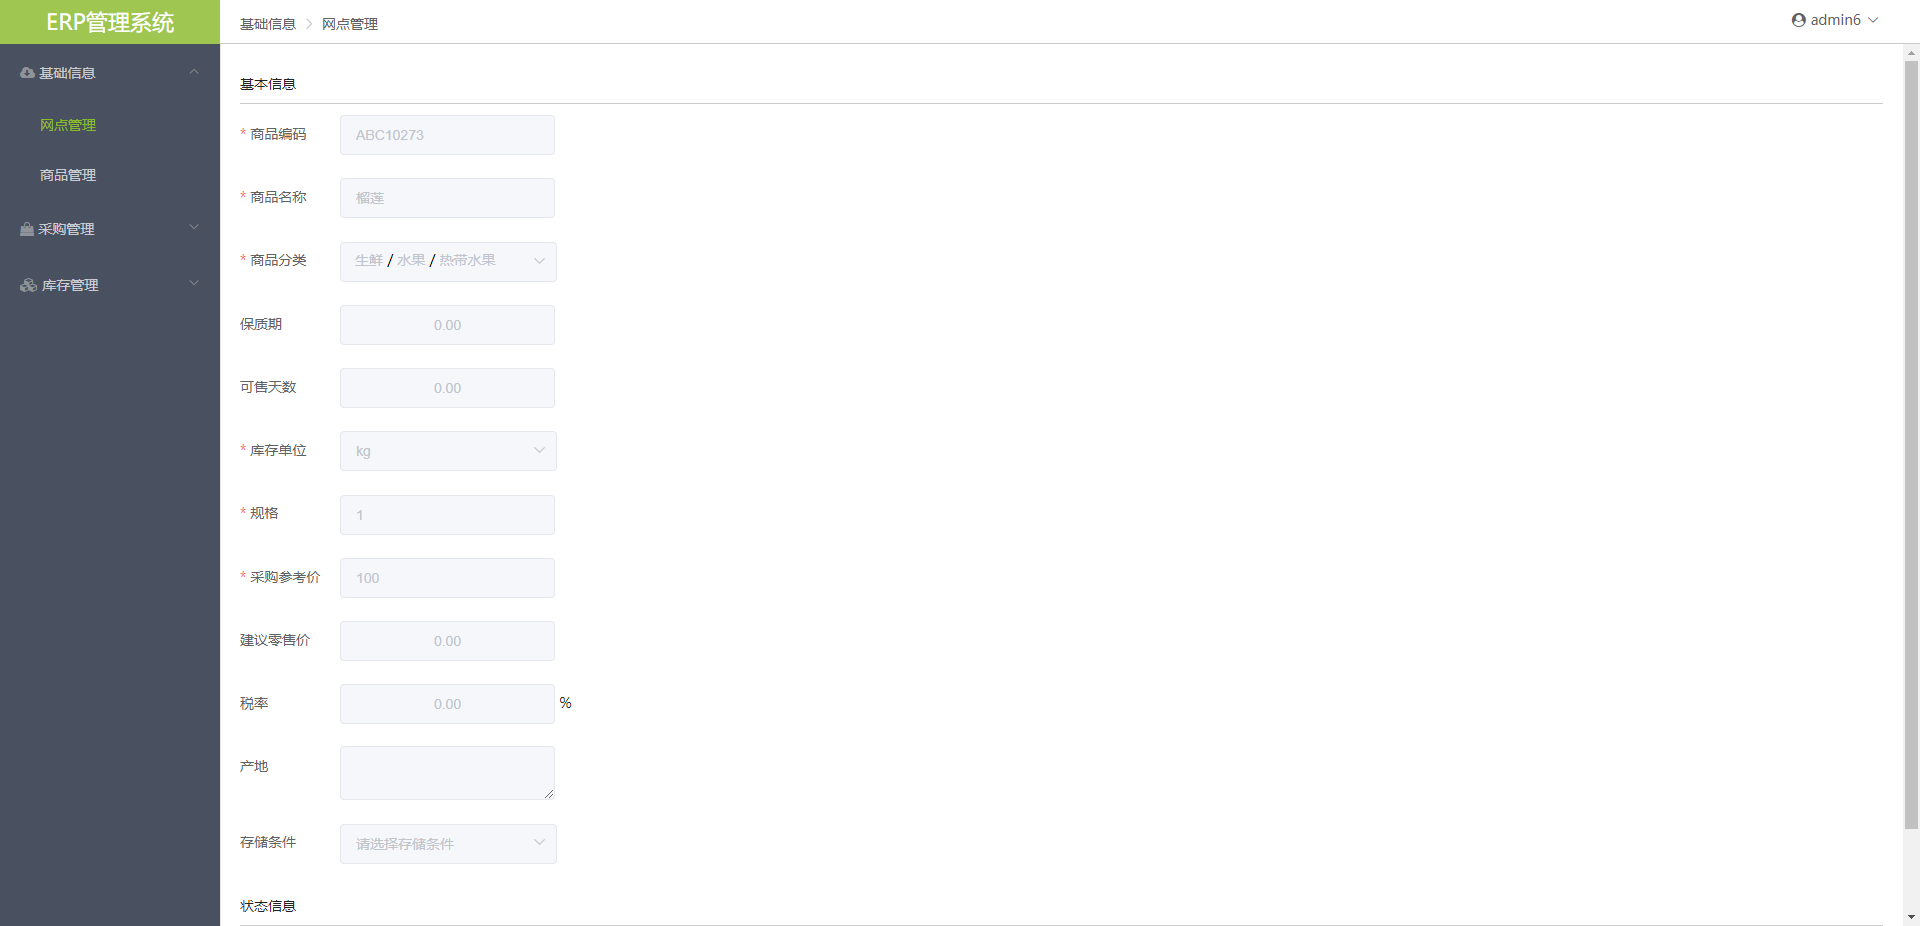 ERP管理系统
基础信息 > 网点管理
admin6
基础信息
网点管理
商品管理
采购管理
库存管理
基本信息
* 商品编码 ABC10273
* 商品名称 榴莲
* 商品分类 生鲜 / 水果 / 热带水果
保质期 0.00
可售天数 0.00
* 库存单位 kg
* 规格 1
* 采购参考价 100
建议零售价 0.00
税率 0.00 %
产地
存储条件 请选择存储条件
状态信息